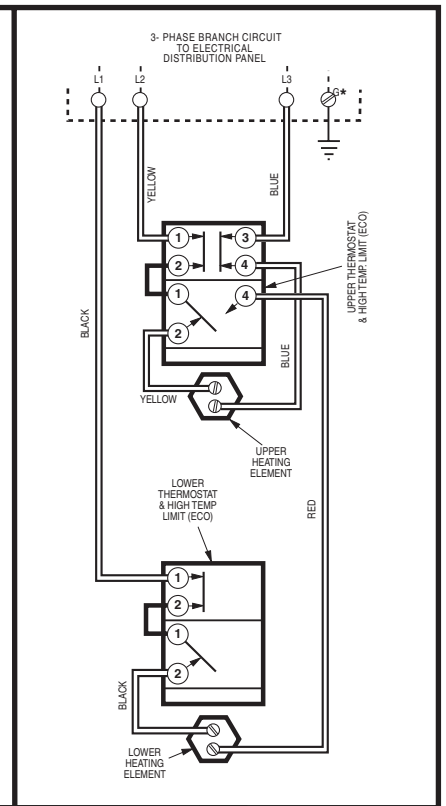 3- PHASE BRANCH CIRCUIT
TO ELECTRICAL
DISTRIBUTION PANEL
L1
L2
L3
G*
YELLOW
BLUE
1
3
2
4
1
4
2
UPPER THERMOSTAT
& HIGH TEMP. LIMIT (ECO)
BLACK
BLUE
YELLOW
UPPER
HEATING
ELEMENT
LOWER
THERMOSTAT
& HIGH TEMP
LIMIT (ECO)
RED
1
2
1
2
BLACK
LOWER
HEATING
ELEMENT